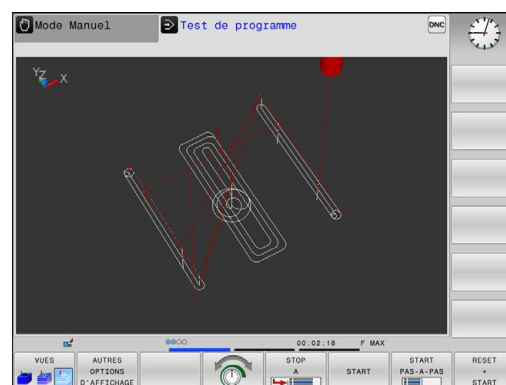 Mode Manuel
Test de programme
DNC
YZ X
00:02:18 F MAX
VUES
AUTRES
OPTIONS
D'AFFICHAGE
STOP
A
START
START
PAS-A-PAS
RESET
+
START